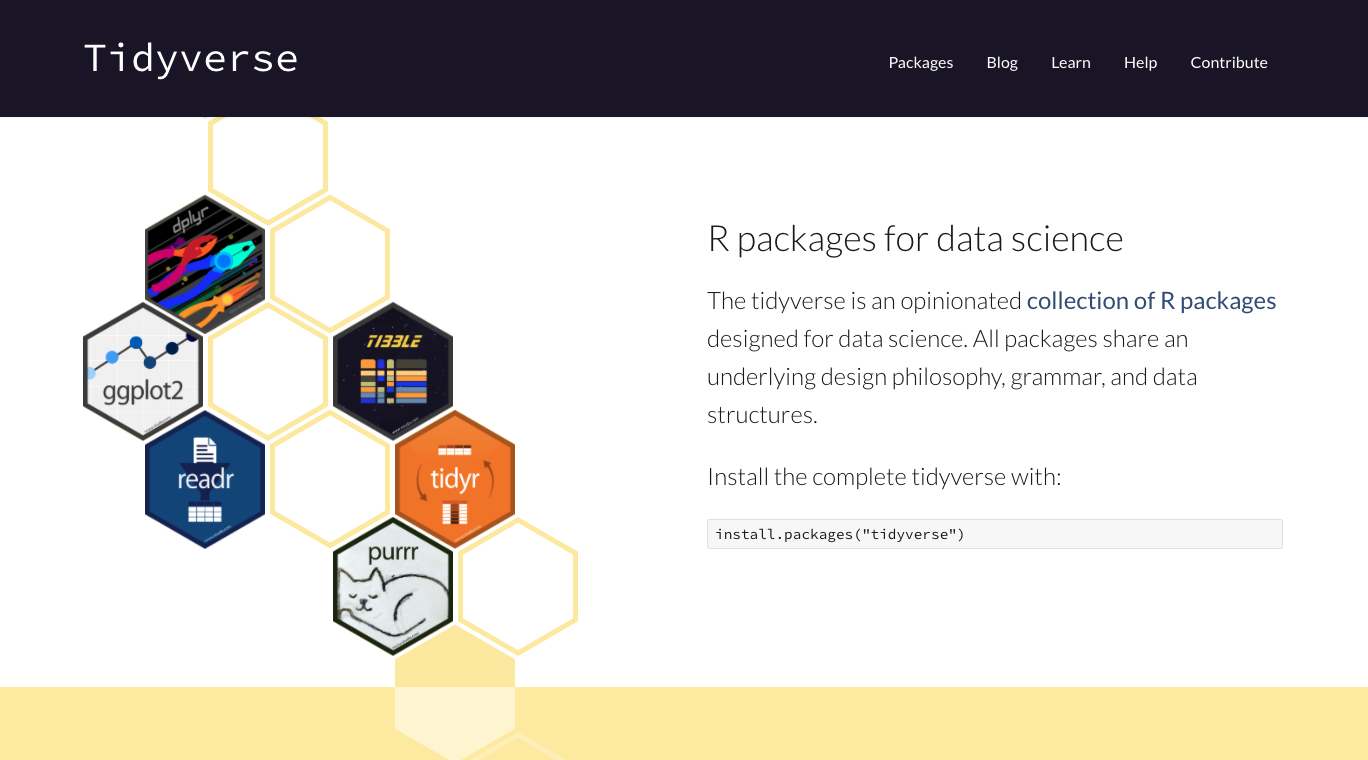 Tidyverse
Packages Blog Learn Help Contribute
dplyr
ggplot2
TIBBLE
readr
tidyr
purrr
R packages for data science
The tidyverse is an opinionated collection of R packages
designed for data science. All packages share an
underlying design philosophy, grammar, and data
structures.
Install the complete tidyverse with:
install.packages("tidyverse")